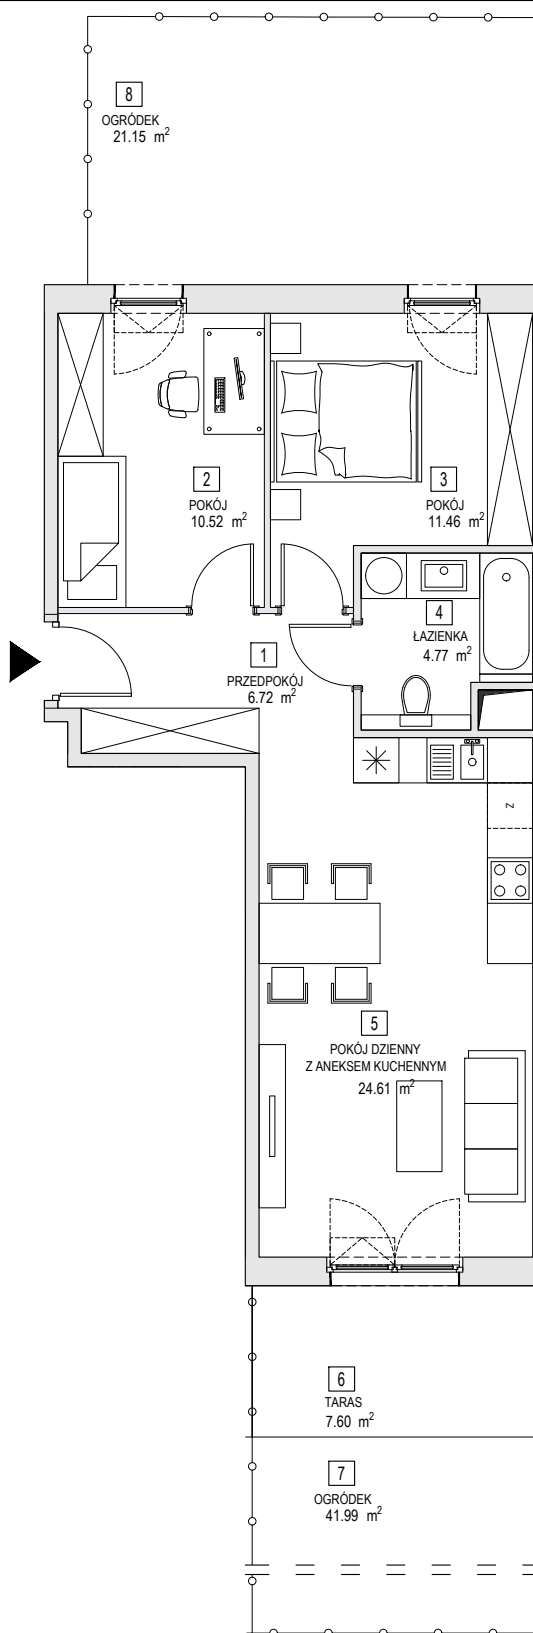 8
OGRÓDEK
21.15 m²
2
POKÓJ
10.52 m²
3
POKÓJ
11.46 m²
4
ŁAZIENKA
4.77 m²
1
PRZEDPOKÓJ
6.72 m²
Z
5
POKÓJ DZIENNY
Z ANEKSEM KUCHENNYM
24.61 m²
6
TARAS
7.60 m²
7
OGRÓDEK
41.99 m²